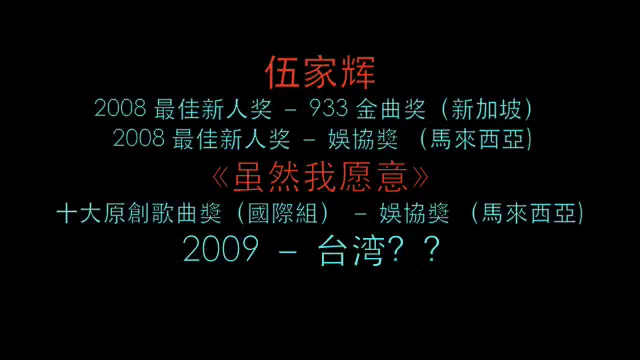 伍家辉
2008 最佳新人奖 – 933 金曲奖（新加坡）
2008 最佳新人奖 – 娛協獎 （馬來西亞)
《虽然我愿意》
十大原創歌曲獎（國際組） – 娛協獎 （馬來西亞)
2009 – 台湾? ?